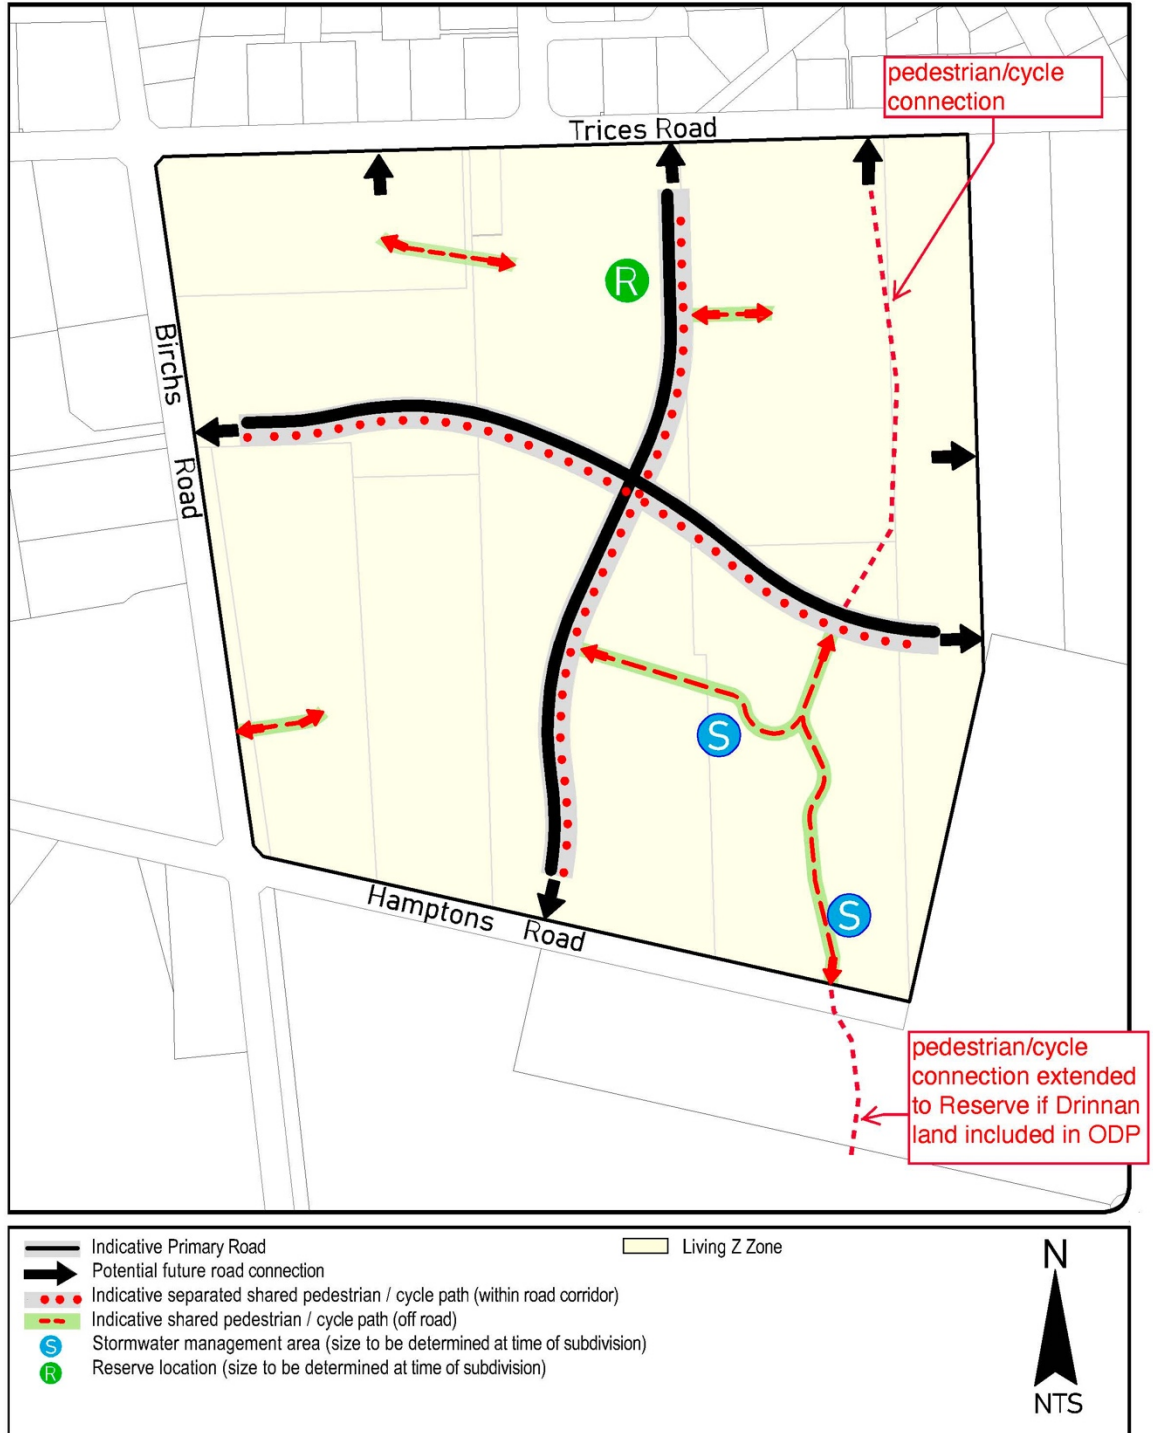 pedestrian/cycle
connection
Trices Road
R
Birchs
Road
S
S
Hamptons Road
pedestrian/cycle
connection extended
to Reserve if Drinnan
land included in ODP
Indicative Primary Road
Potential future road connection
Indicative separated shared pedestrian / cycle path (within road corridor)
Indicative shared pedestrian / cycle path (off road)
S Stormwater management area (size to be determined at time of subdivision)
R Reserve location (size to be determined at time of subdivision)
Living Z Zone
N
NTS